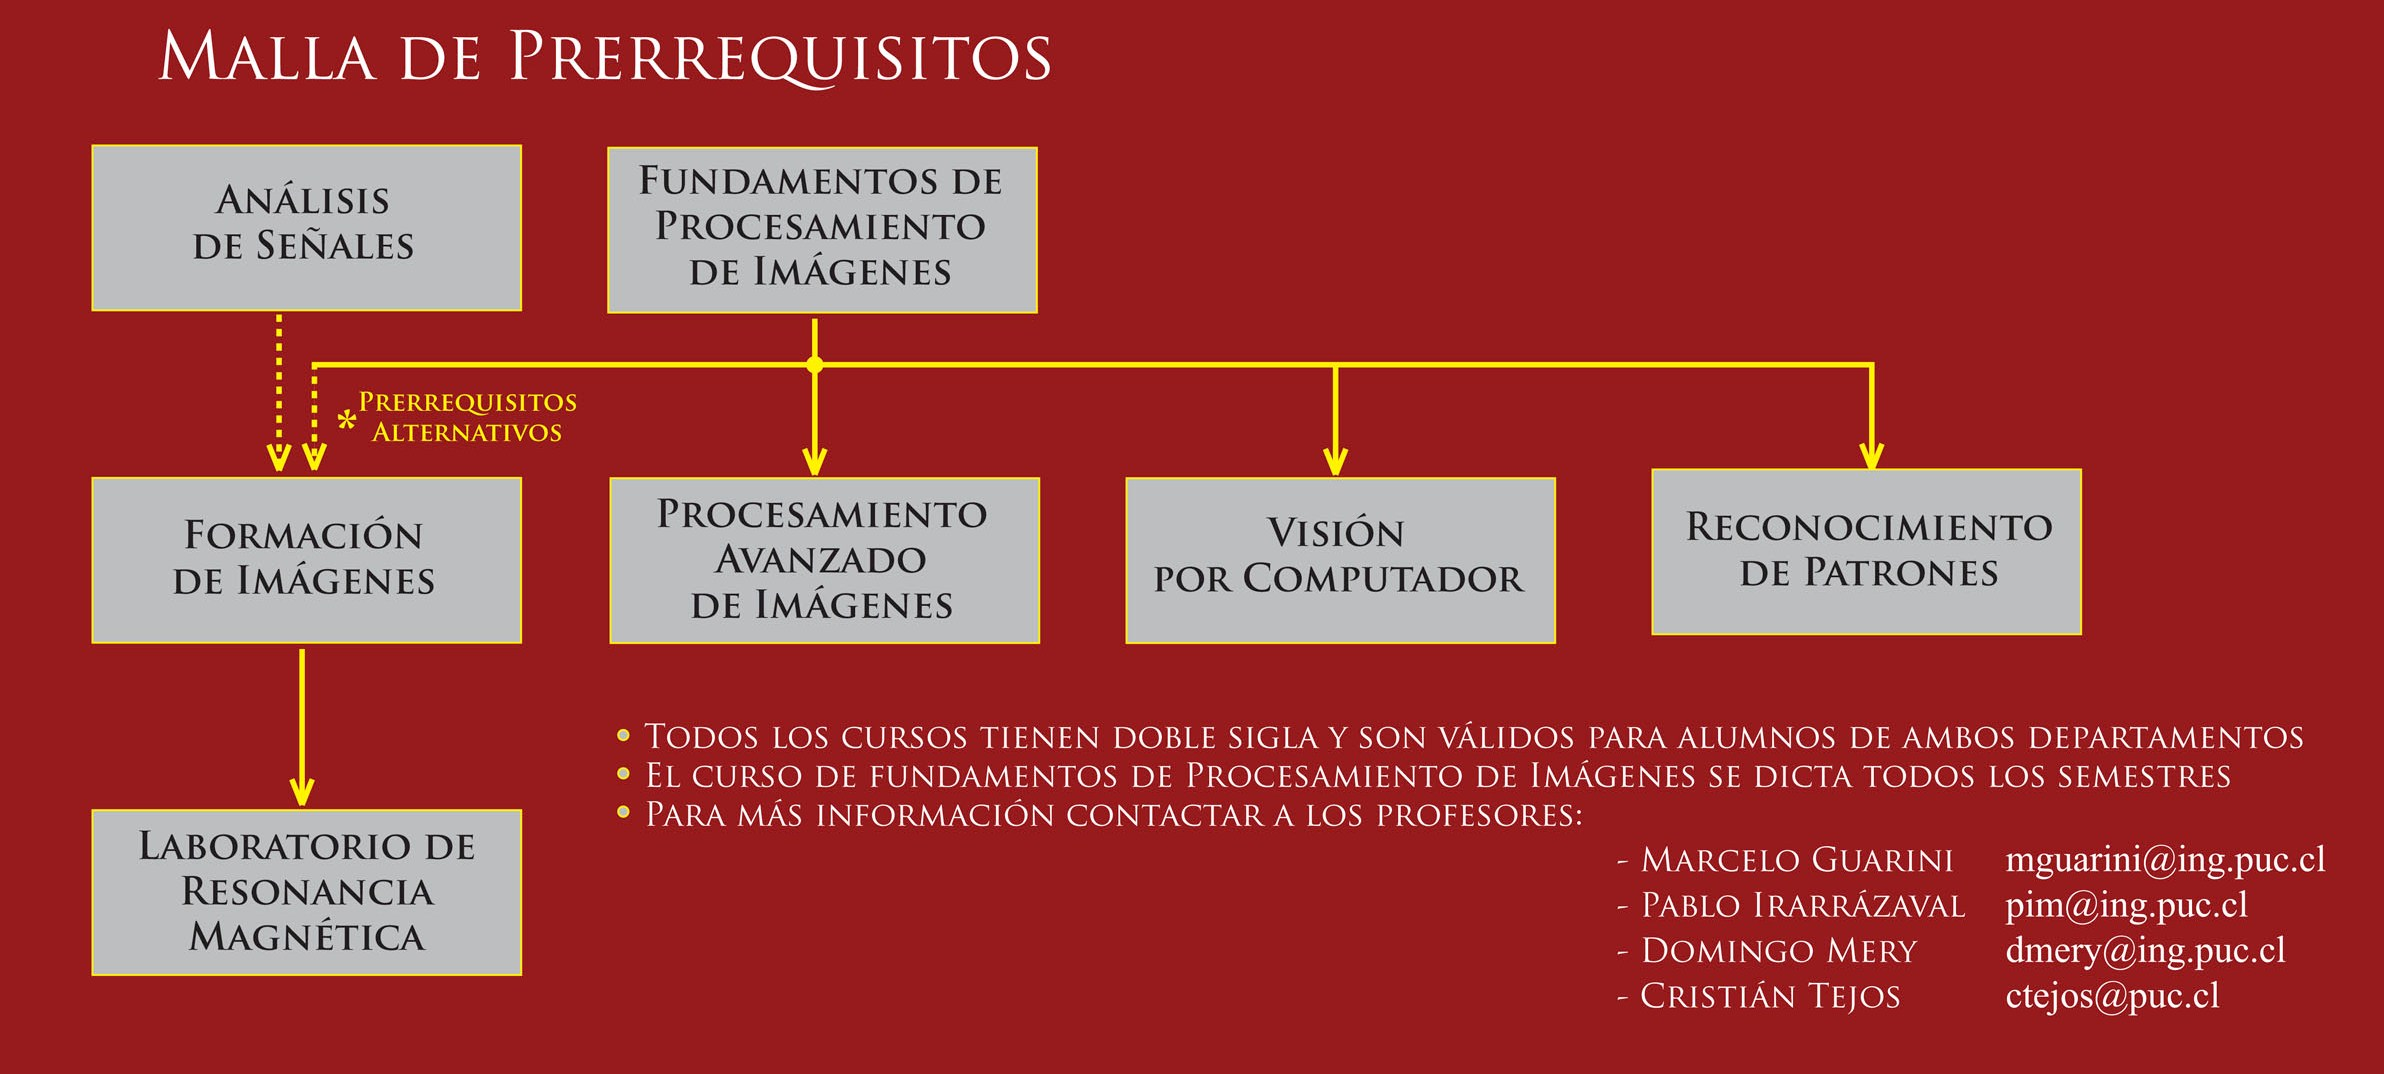 Malla de Prerrequisitos
Análisis
de Señales
Fundamentos de
Procesamiento
de Imágenes
* Prerrequisitos
Alternativos
Formación
de Imágenes
Procesamiento
Avanzado
de Imágenes
Visión
por Computador
Reconocimiento
de Patrones
Laboratorio de
Resonancia
Magnética
• Todos los cursos tienen doble sigla y son válidos para alumnos de ambos departamentos
• El curso de fundamentos de Procesamiento de Imágenes se dicta todos los semestres
• Para más información contactar a los profesores:
- Marcelo Guarini mguarini@ing.puc.cl
- Pablo Irarrázaval pim@ing.puc.cl
- Domingo Mery dmery@ing.puc.cl
- Cristián Tejos ctejos@puc.cl